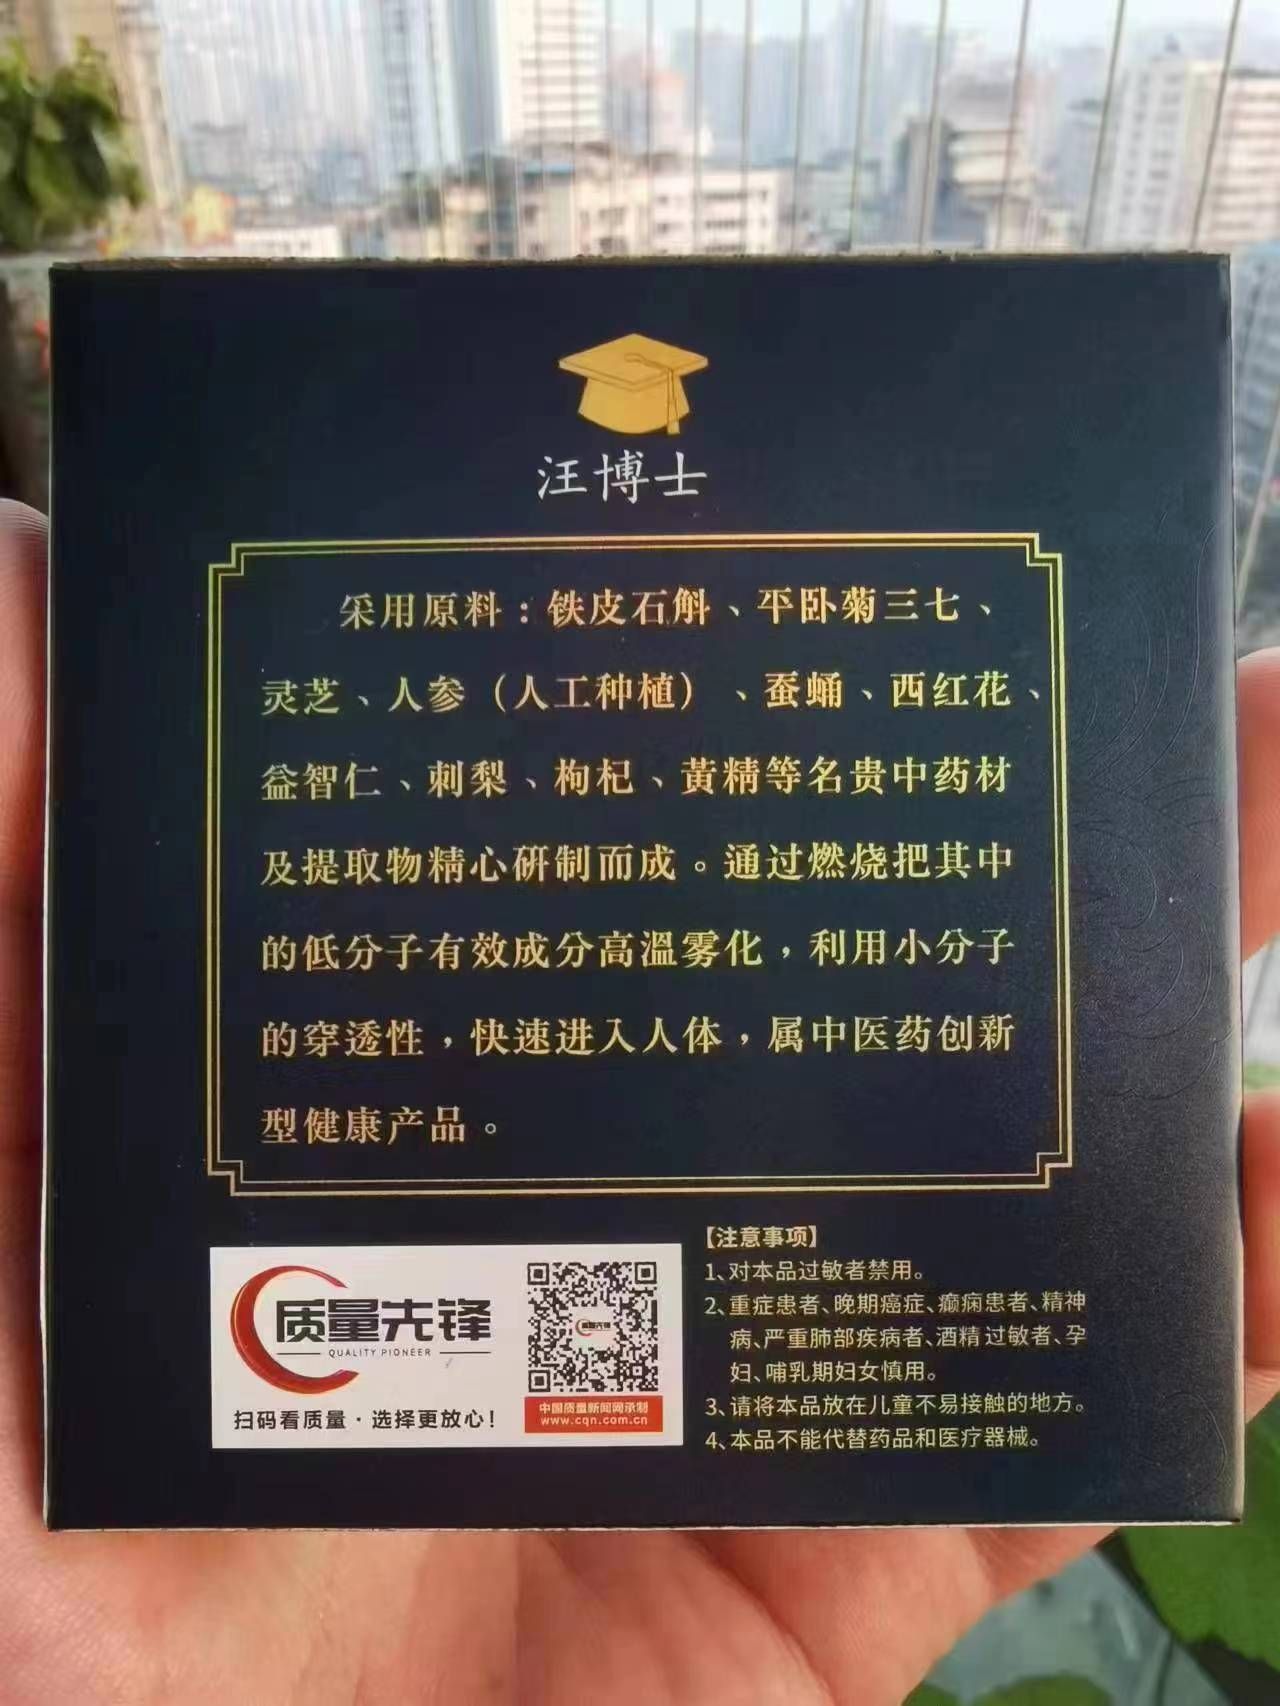 汪博士
采用原料：铁皮石斛、平卧菊三七、
灵芝、人参（人工种植）、蚕蛹、西红花、
益智仁、刺梨、枸杞、黄精等名贵中药材
及提取物精心研制而成。通过燃烧把其中
的低分子有效成分高溫雾化，利用小分子
的穿透性，快速进入人体，属中医药创新
型健康产品。
质量先锋
QUALITY PIONEER
扫码看质量·选择更放心！
质量先锋
中国质量新闻网承制
www.cqn.com.cn
【注意事项】
1、对本品过敏者禁用。
2、重症患者、晚期癌症、癫痫患者、精神
病、严重肺部疾病者、酒精过敏者、孕
妇、哺乳期妇女慎用。
3、请将本品放在儿童不易接触的地方。
4、本品不能代替药品和医疗器械。